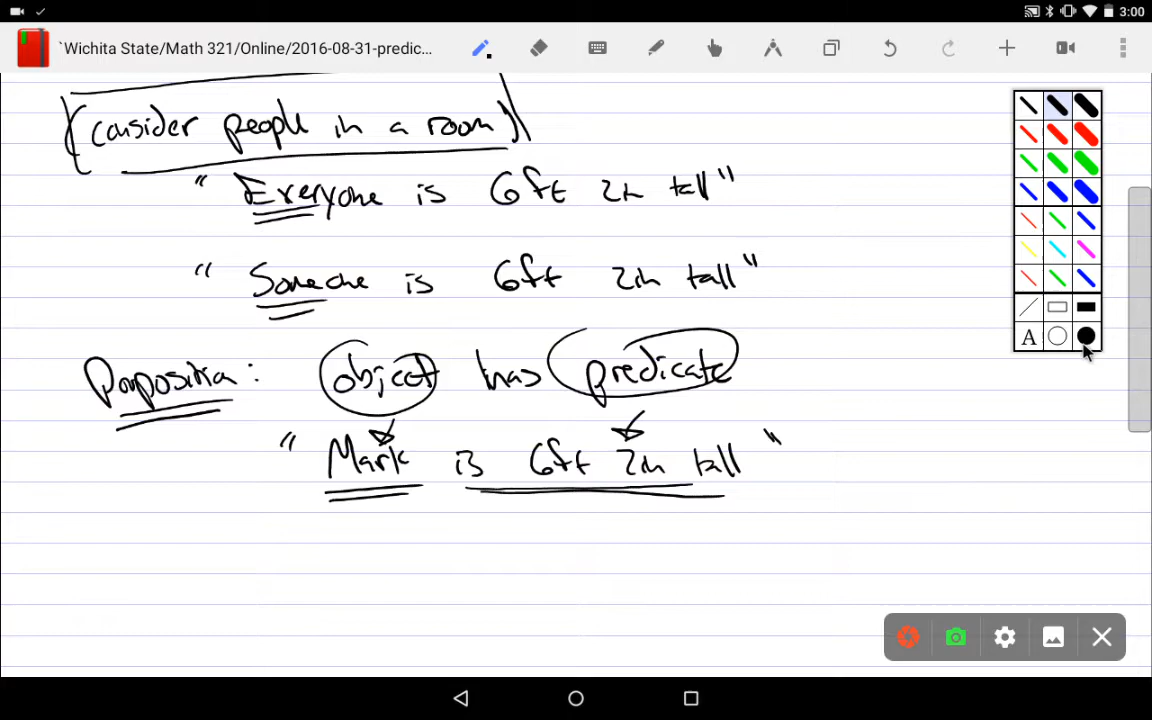 3:00
`Wichita State/Math 321/Online/2016-08-31-predic...
(consider people in a room)
"Everyone is 6ft 2in tall"
"Someone is 6ft 2in tall"
Proposition: object has predicate
"Mark is 6ft 2in tall"
A